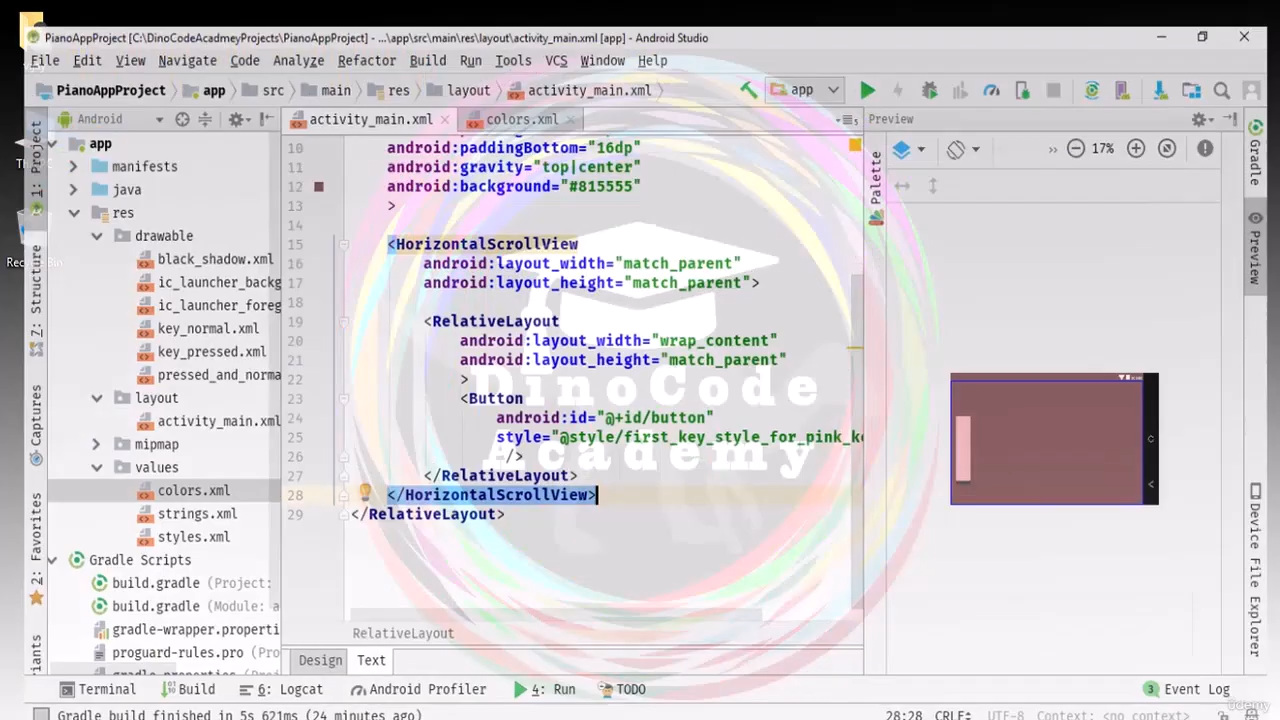 PianoAppProject [C:\DinoCodeAcadmeyProjects\PianoAppProject] - ...\app\src\main\res\layout\activity_main.xml [app] - Android Studio
File Edit View Navigate Code Analyze Refactor Build Run Tools VCS Window Help
PianoAppProject app src main res layout activity_main.xml app
Android activity_main.xml colors.xml Preview
1: Project
Z: Structure
Captures
2: Favorites
app
manifests
java
res
drawable
black_shadow.xml
ic_launcher_backg
ic_launcher_foreg
key_normal.xml
key_pressed.xml
pressed_and_norma
layout
activity_main.xml
mipmap
values
colors.xml
strings.xml
styles.xml
Gradle Scripts
build.gradle (Project:
build.gradle (Module: a
gradle-wrapper.properti
proguard-rules.pro (Pro
gradle.properties
10 android:paddingBottom="16dp"
11 android:gravity="top|center"
12 android:background="#815555"
13 >
14
15 <HorizontalScrollView
16 android:layout_width="match_parent"
17 android:layout_height="match_parent">
18
19 <RelativeLayout
20 android:layout_width="wrap_content"
21 android:layout_height="match_parent"
22 >
23 <Button
24 android:id="@+id/button"
25 style="@style/first_key_style_for_pink_ke
26 />
27 </RelativeLayout>
28 </HorizontalScrollView>
29 </RelativeLayout>
DinoCode
Academy
RelativeLayout
Design Text
Palette
17%
Gradle
Preview
Device File Explorer
Terminal Build 6: Logcat Android Profiler 4: Run TODO 3 Event Log
Gradle build finished in 5s 621ms (24 minutes ago) 28:28 CRLF UTF-8 Context: <no context>
ûdemy